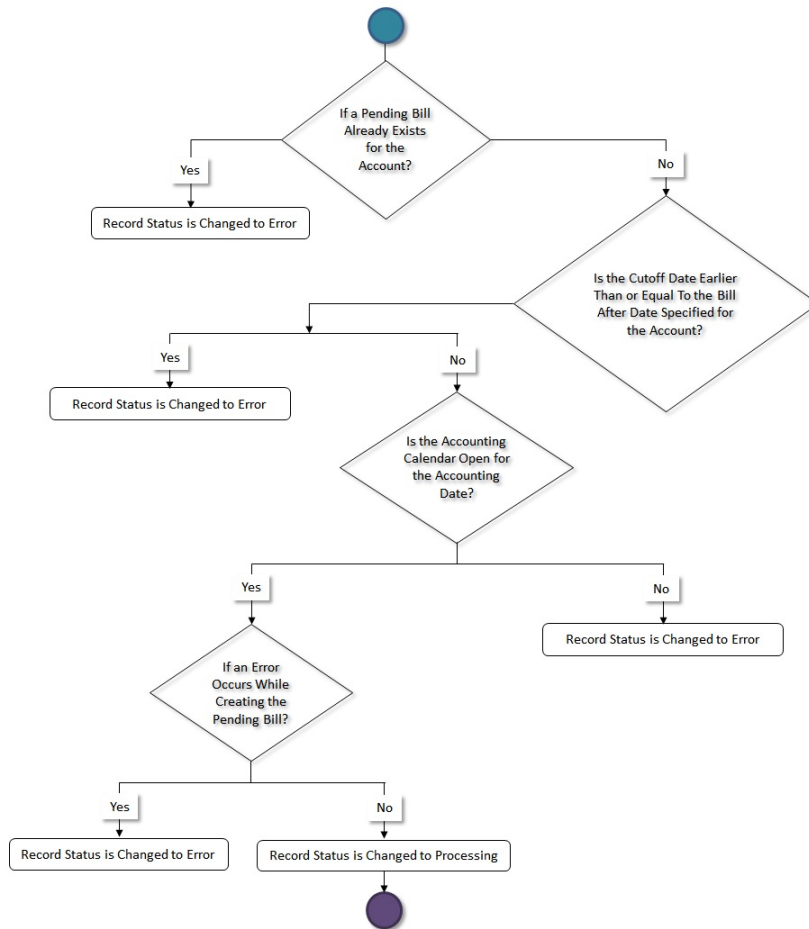 If a Pending Bill
Already Exists
for the
Account?
Yes
No
Record Status is Changed to Error
Is the Cutoff Date Earlier
Than or Equal To the Bill
After Date Specified for
the Account?
Yes
No
Record Status is Changed to Error
Is the Accounting
Calendar Open for
the Accounting
Date?
Yes
No
Record Status is Changed to Error
If an Error
Occurs While
Creating the
Pending Bill?
Yes
No
Record Status is Changed to Error
Record Status is Changed to Processing